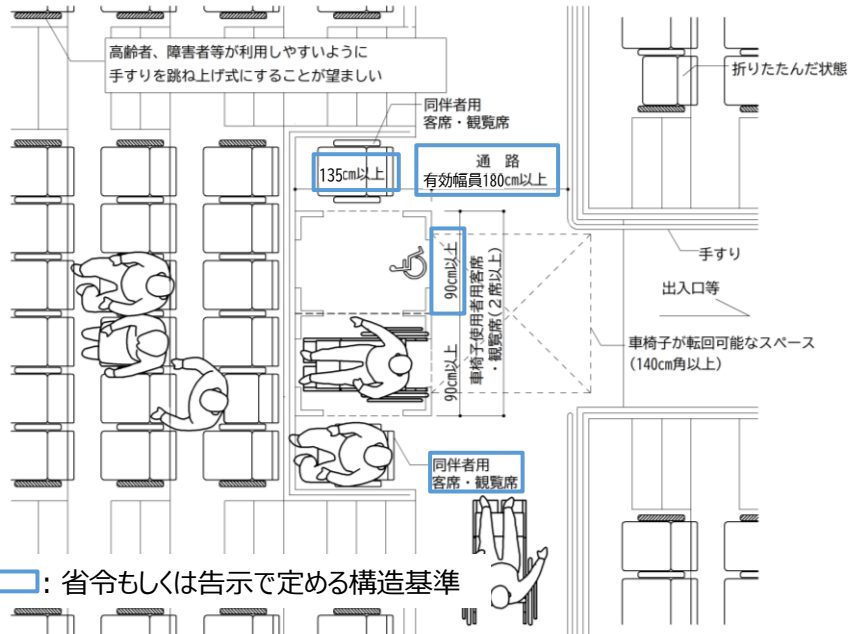 高齢者、障害者等が利用しやすいように
手すりを跳ね上げ式にすることが望ましい
折りたたんだ状態
同伴者用
客席・観覧席
135cm以上
通 路
有効幅員180cm以上
90cm以上
90cm以上
車椅子使用者用客席
・観覧席(2席以上)
手すり
出入口等
車椅子が転回可能なスペース
(140cm角以上)
同伴者用
客席・観覧席
:省令もしくは告示で定める構造基準